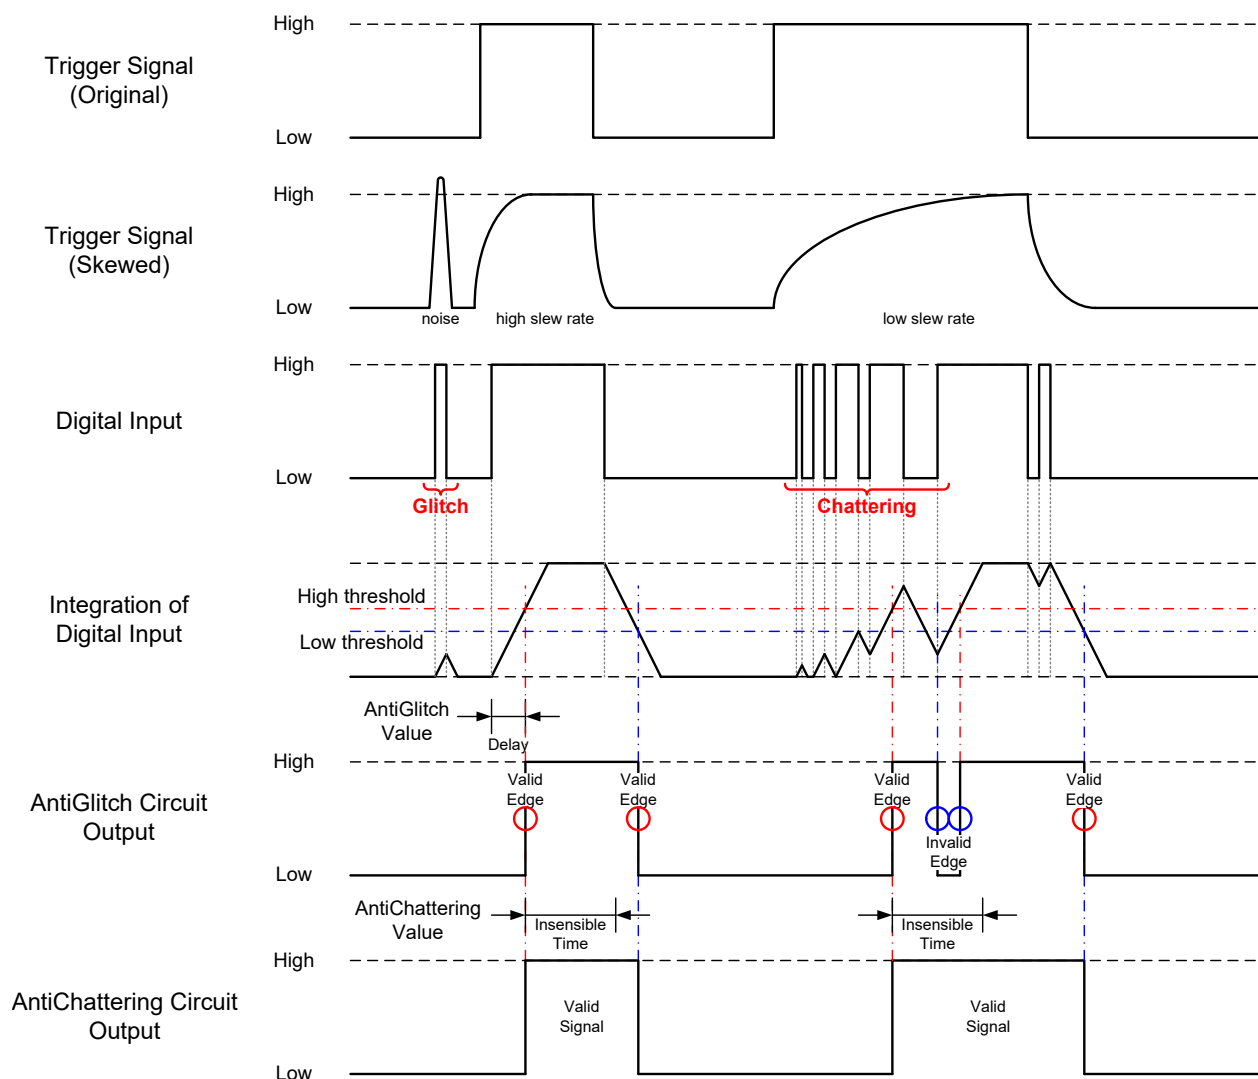 High
Trigger Signal
(Original)
Low
High
Trigger Signal
(Skewed)
Low
noise
high slew rate
low slew rate
High
Digital Input
Low
Glitch
Chattering
High threshold
Integration of
Digital Input
Low threshold
AntiGlitch
Value
Delay
High
Valid
Edge
Valid
Edge
Valid
Edge
Valid
Edge
AntiGlitch Circuit
Output
Invalid
Edge
Low
AntiChattering
Value
Insensible
Time
Insensible
Time
High
AntiChattering Circuit
Output
Valid
Signal
Valid
Signal
Low